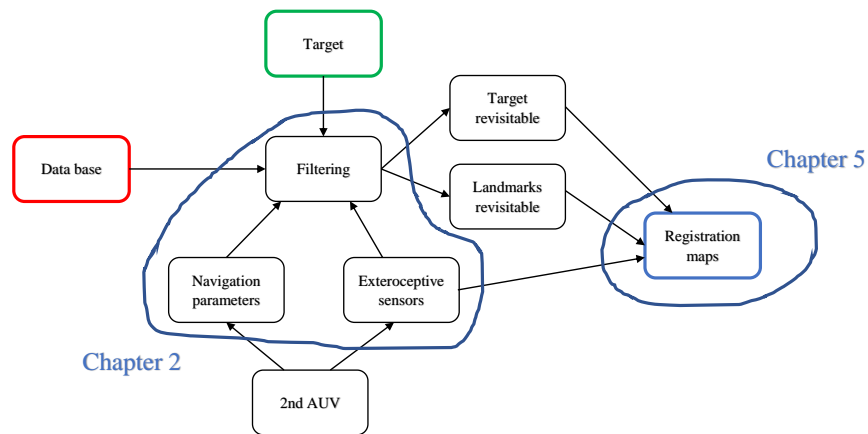 Target
Target
revisitable
Chapter 5
Data base
Filtering
Landmarks
revisitable
Registration
maps
Navigation
parameters
Exteroceptive
sensors
Chapter 2
2nd AUV